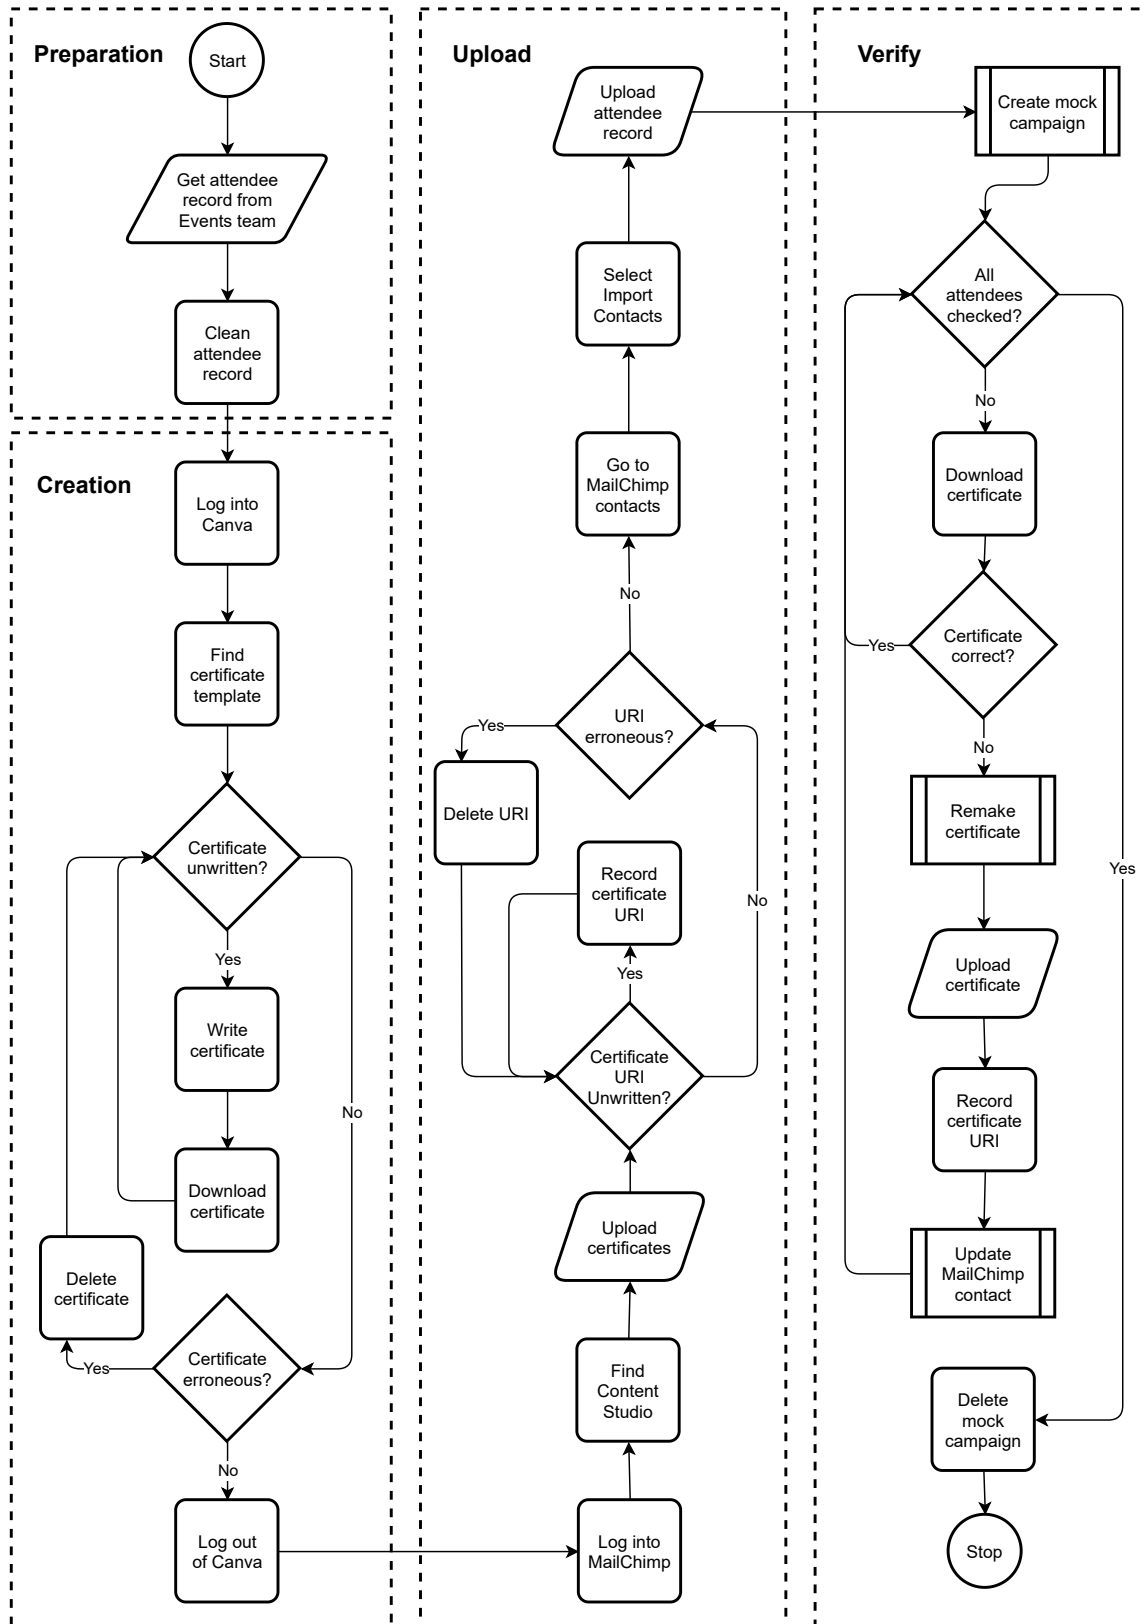 Preparation
Start
Get attendee
record from
Events team
Clean
attendee
record
Creation
Log into
Canva
Find
certificate
template
Certificate
unwritten?
Yes
Write
certificate
No
Download
certificate
Delete
certificate
Certificate
erroneous?
Yes
No
Log out
of Canva
Upload
Upload
attendee
record
Select
Import
Contacts
Go to
MailChimp
contacts
No
URI
erroneous?
Yes
Delete URI
Record
certificate
URI
No
Yes
Certificate
URI
Unwritten?
Upload
certificates
Find
Content
Studio
Log into
MailChimp
Verify
Create mock
campaign
All
attendees
checked?
No
Download
certificate
Certificate
correct?
Yes
No
Remake
certificate
Yes
Upload
certificate
Record
certificate
URI
Update
MailChimp
contact
Delete
mock
campaign
Stop